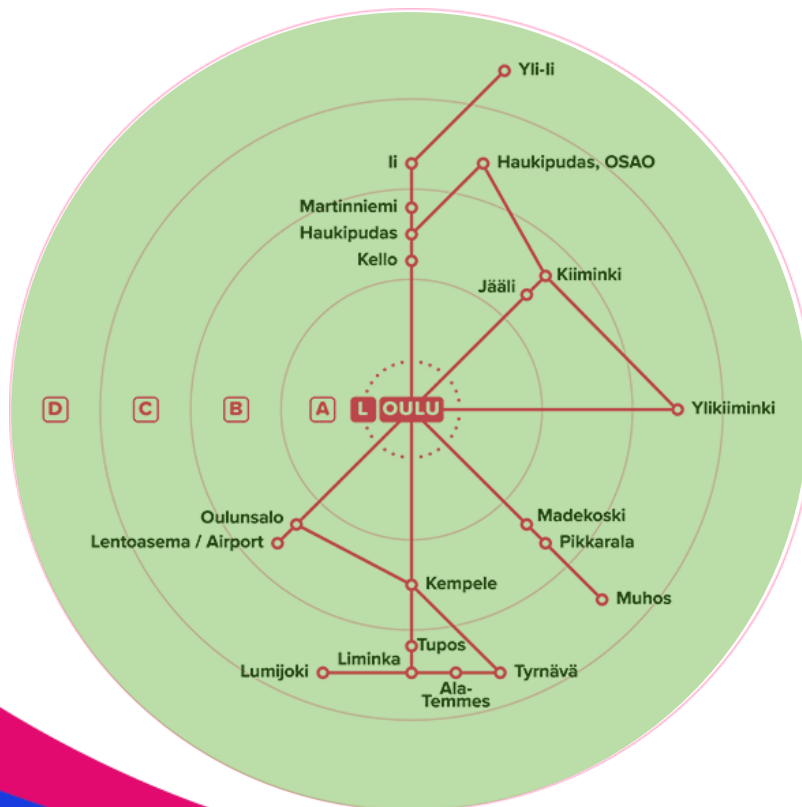 Yli-Ii
Ii
Haukipudas, OSAO
Martinniemi
Haukipudas
Kello
Kiiminki
Jääli
D C B A L OULU
Ylikiiminki
Oulunsalo
Madekoski
Lentoasema / Airport
Pikkarala
Kempele
Muhos
Tupos
Liminka
Lumijoki
Tyrnävä
Ala-
Temmes